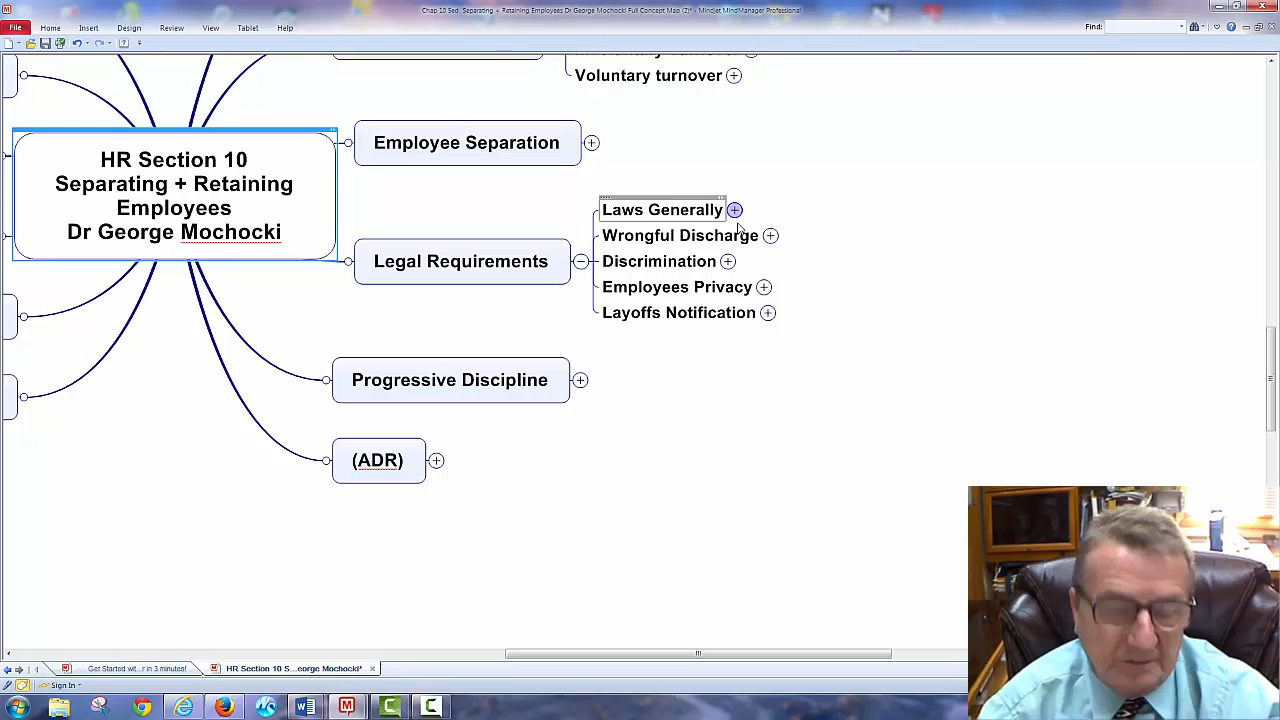 Chap 10 Sed Separating + Retaining Employees Dr George Mochocki Full Concept Map (2)* - Mindjet MindManager Professional
File Home Insert Design Review View Tablet Help
Find:
Voluntary turnover
Employee Separation
HR Section 10
Separating + Retaining
Employees
Dr George Mochocki
Laws Generally
Wrongful Discharge
Legal Requirements
Discrimination
Employees Privacy
Layoffs Notification
Progressive Discipline
(ADR)
Get Started wit...r in 3 minutes!
HR Section 10 S...eorge Mochocki*
Sign In